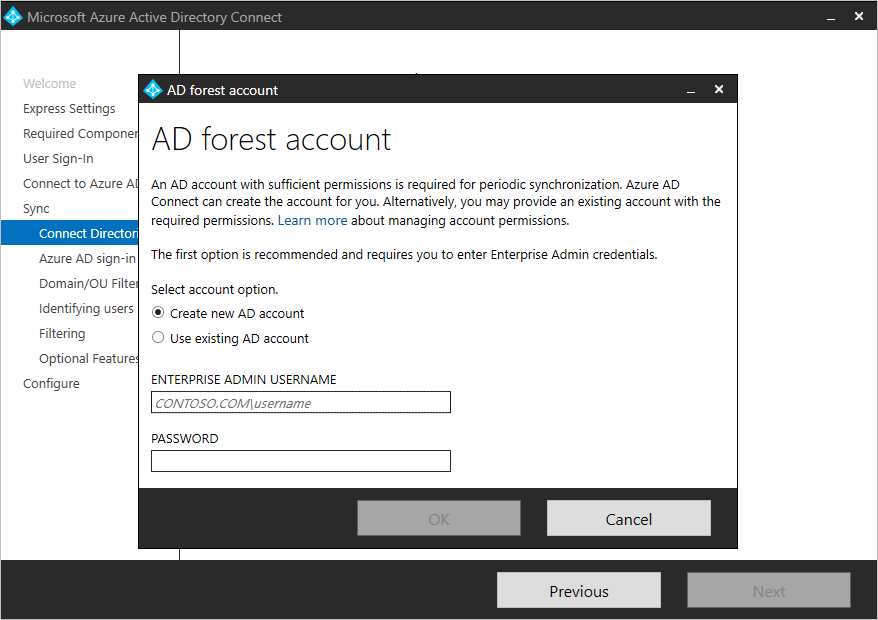 Microsoft Azure Active Directory Connect
Welcome
Express Settings
Required Componen
User Sign-In
Connect to Azure AD
Sync
Connect Directori
Azure AD sign-in
Domain/OU Filter
Identifying users
Filtering
Optional Features
Configure
AD forest account
AD forest account
An AD account with sufficient permissions is required for periodic synchronization. Azure AD
Connect can create the account for you. Alternatively, you may provide an existing account with the
required permissions. Learn more about managing account permissions.
The first option is recommended and requires you to enter Enterprise Admin credentials.
Select account option.
Create new AD account
Use existing AD account
ENTERPRISE ADMIN USERNAME
CONTOSO.COM\username
PASSWORD
OK
Cancel
Previous
Next